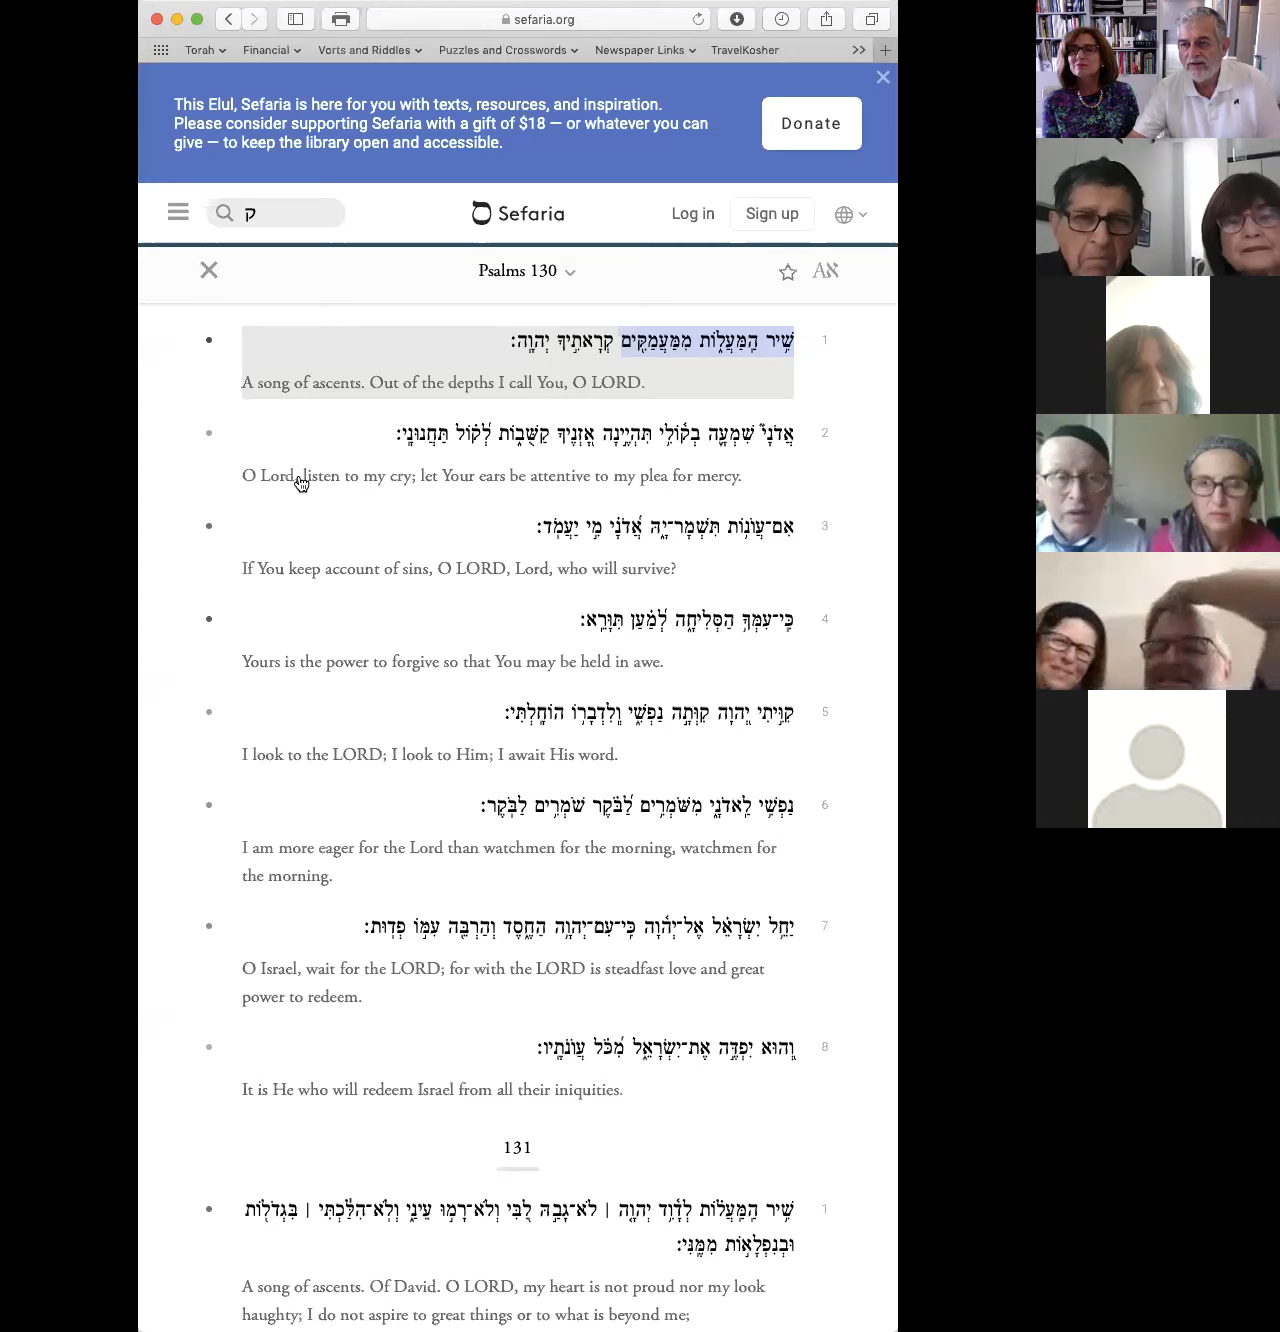 sefaria.org
Torah Financial Vorts and Riddles Puzzles and Crosswords Newspaper Links TravelKosher
This Elul, Sefaria is here for you with texts, resources, and inspiration.
Please consider supporting Sefaria with a gift of $18 — or whatever you can
give — to keep the library open and accessible.
Donate
ק
Sefaria
Log in
Sign up
Psalms 130
Aא
1
שִׁ֥יר הַֽמַּעֲל֑וֹת מִמַּעֲמַקִּ֖ים קְרָאתִ֣יךָ יְהוָֽה׃
A song of ascents. Out of the depths I call You, O LORD.
2
אֲדֹנָי֮ שִׁמְעָ֪ה בְק֫וֹלִ֥י תִּהְיֶ֣ינָה אָ֭זְנֶיךָ קַשֻּׁב֑וֹת לְ֝ק֗וֹל תַּחֲנוּנָֽי׃
O Lord, listen to my cry; let Your ears be attentive to my plea for mercy.
3
אִם־עֲוֺנ֥וֹת תִּשְׁמָר־יָ֑הּ אֲ֝דֹנָ֗י מִ֣י יַעֲמֹֽד׃
If You keep account of sins, O LORD, Lord, who will survive?
4
כִּֽי־עִמְּךָ֥ הַסְּלִיחָ֑ה לְ֝מַ֗עַן תִּוָּרֵֽא׃
Yours is the power to forgive so that You may be held in awe.
5
קִוִּ֣יתִי יְ֭הוָה קִוְּתָ֣ה נַפְשִׁ֑י וְֽלִדְבָר֥וֹ הוֹחָֽלְתִּי׃
I look to the LORD; I look to Him; I await His word.
6
נַפְשִׁ֥י לַֽאדֹנָ֑י מִשֹּׁמְרִ֥ים לַ֝בֹּ֗קֶר שֹׁמְרִ֥ים לַבֹּֽקֶר׃
I am more eager for the Lord than watchmen for the morning, watchmen for
the morning.
7
יַחֵ֥ל יִשְׂרָאֵ֗ל אֶל־יְה֫וָ֥ה כִּֽי־עִם־יְהוָ֥ה הַחֶ֑סֶד וְהַרְבֵּ֖ה עִמּ֣וֹ פְדֽוּת׃
O Israel, wait for the LORD; for with the LORD is steadfast love and great
power to redeem.
8
וְ֭הוּא יִפְדֶּ֣ה אֶת־יִשְׂרָאֵ֑ל מִ֝כֹּ֗ל עֲוֺנֹתָֽיו׃
It is He who will redeem Israel from all their iniquities.
131
1
שִׁ֥יר הַֽמַּעֲל֗וֹת לְדָ֫וִ֥ד יְהוָ֤ה ׀ לֹא־גָבַ֣הּ לִ֭בִּי וְלֹא־רָמ֣וּ עֵינַ֑י וְלֹֽא־הִלַּ֓כְתִּי ׀ בִּגְדֹל֖וֹת
וּבְנִפְלָא֣וֹת מִמֶּֽנִּי׃
A song of ascents. Of David. O LORD, my heart is not proud nor my look
haughty; I do not aspire to great things or to what is beyond me;